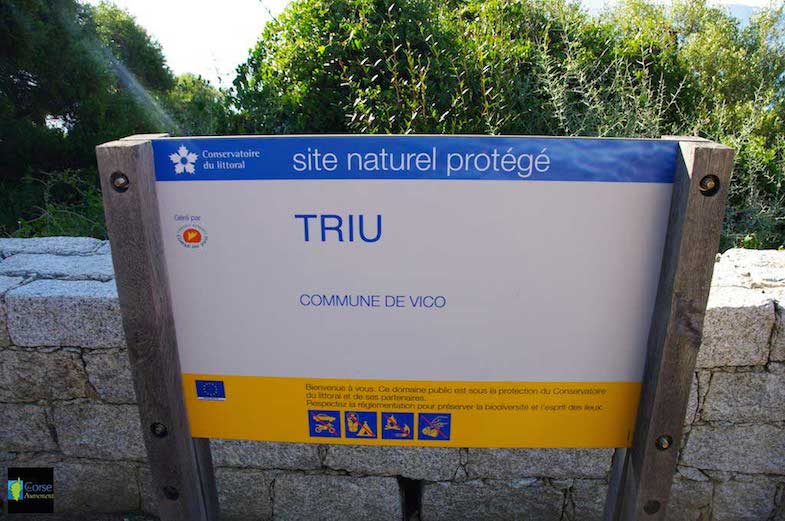 Conservatoire
du littoral
site naturel protégé
Géré par
TRIU
COMMUNE DE VICO
Bienvenue à vous. Ce domaine public est sous la protection du Conservatoire
du littoral et de ses partenaires.
Respectez la réglementation pour préserver la biodiversité et l'esprit des lieux.
Corse